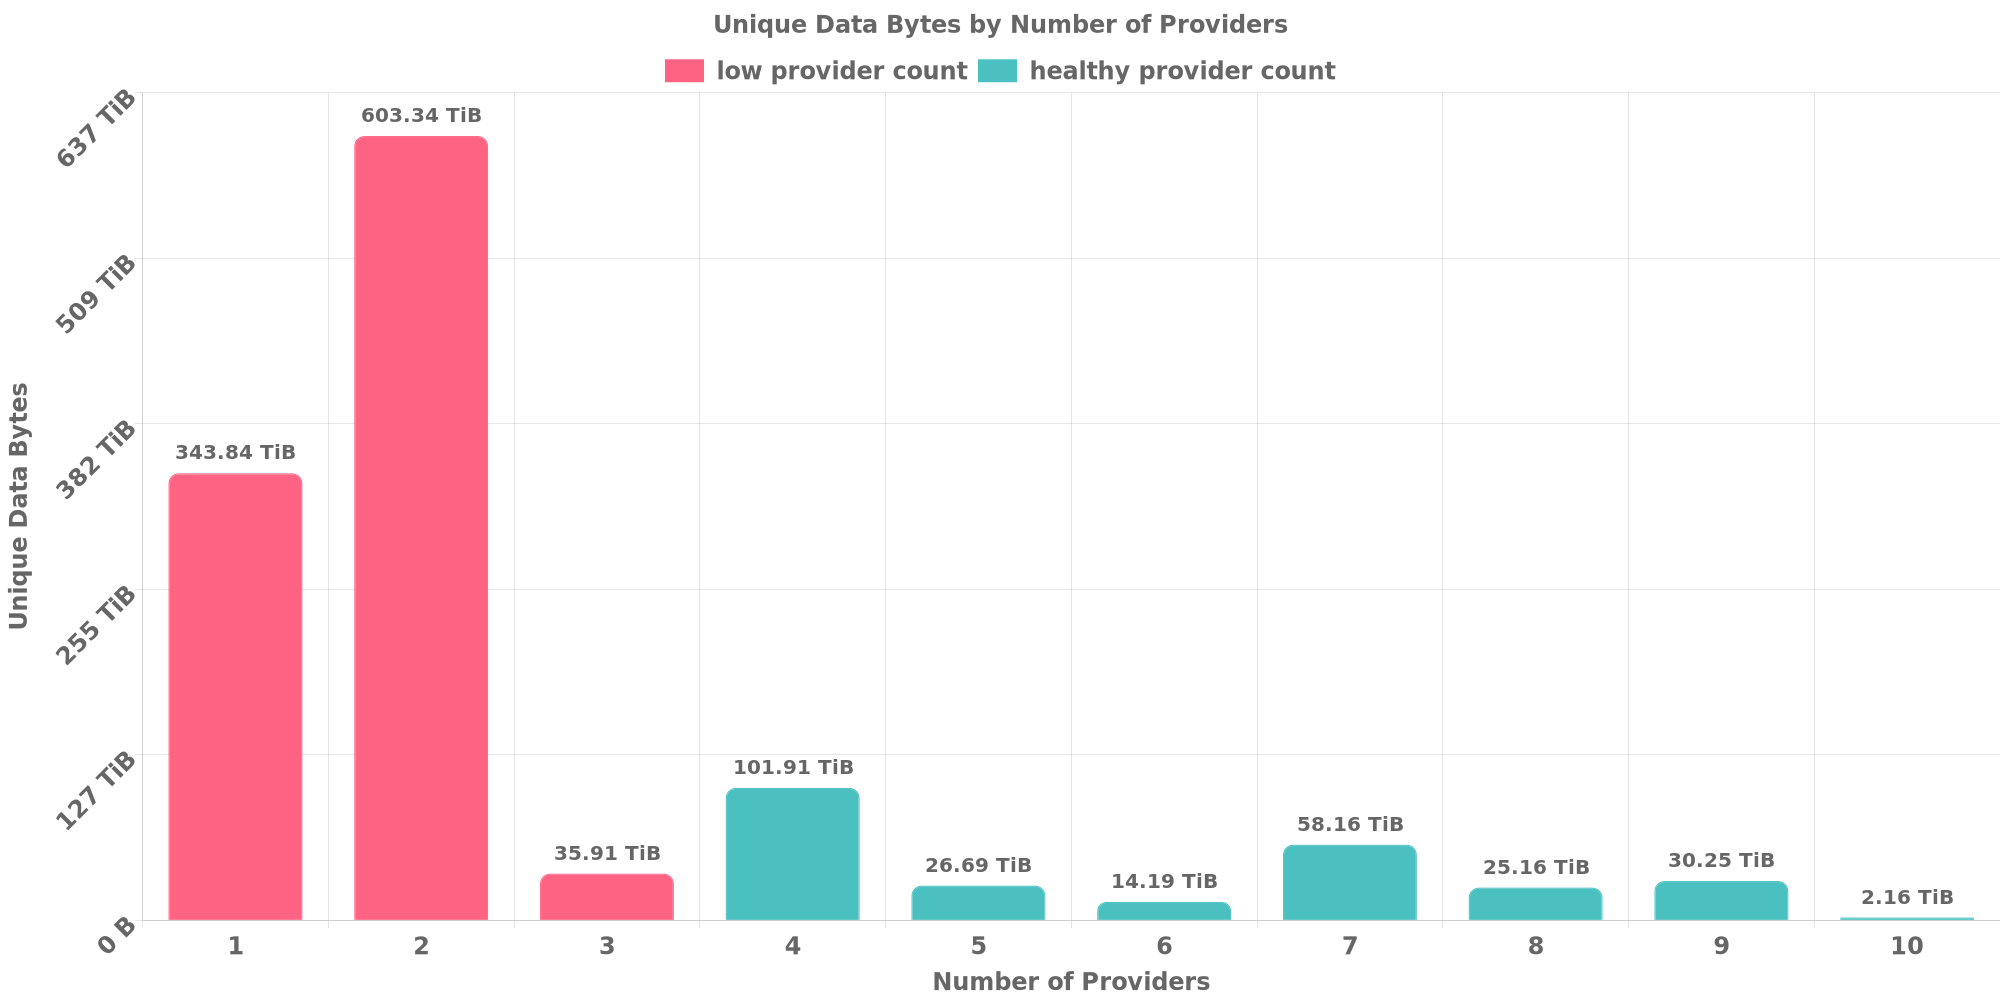 Unique Data Bytes by Number of Providers
low provider count healthy provider count
637 TiB
509 TiB
382 TiB
255 TiB
127 TiB
0 B
Unique Data Bytes
343.84 TiB
603.34 TiB
35.91 TiB
101.91 TiB
26.69 TiB
14.19 TiB
58.16 TiB
25.16 TiB
30.25 TiB
2.16 TiB
1 2 3 4 5 6 7 8 9 10
Number of Providers